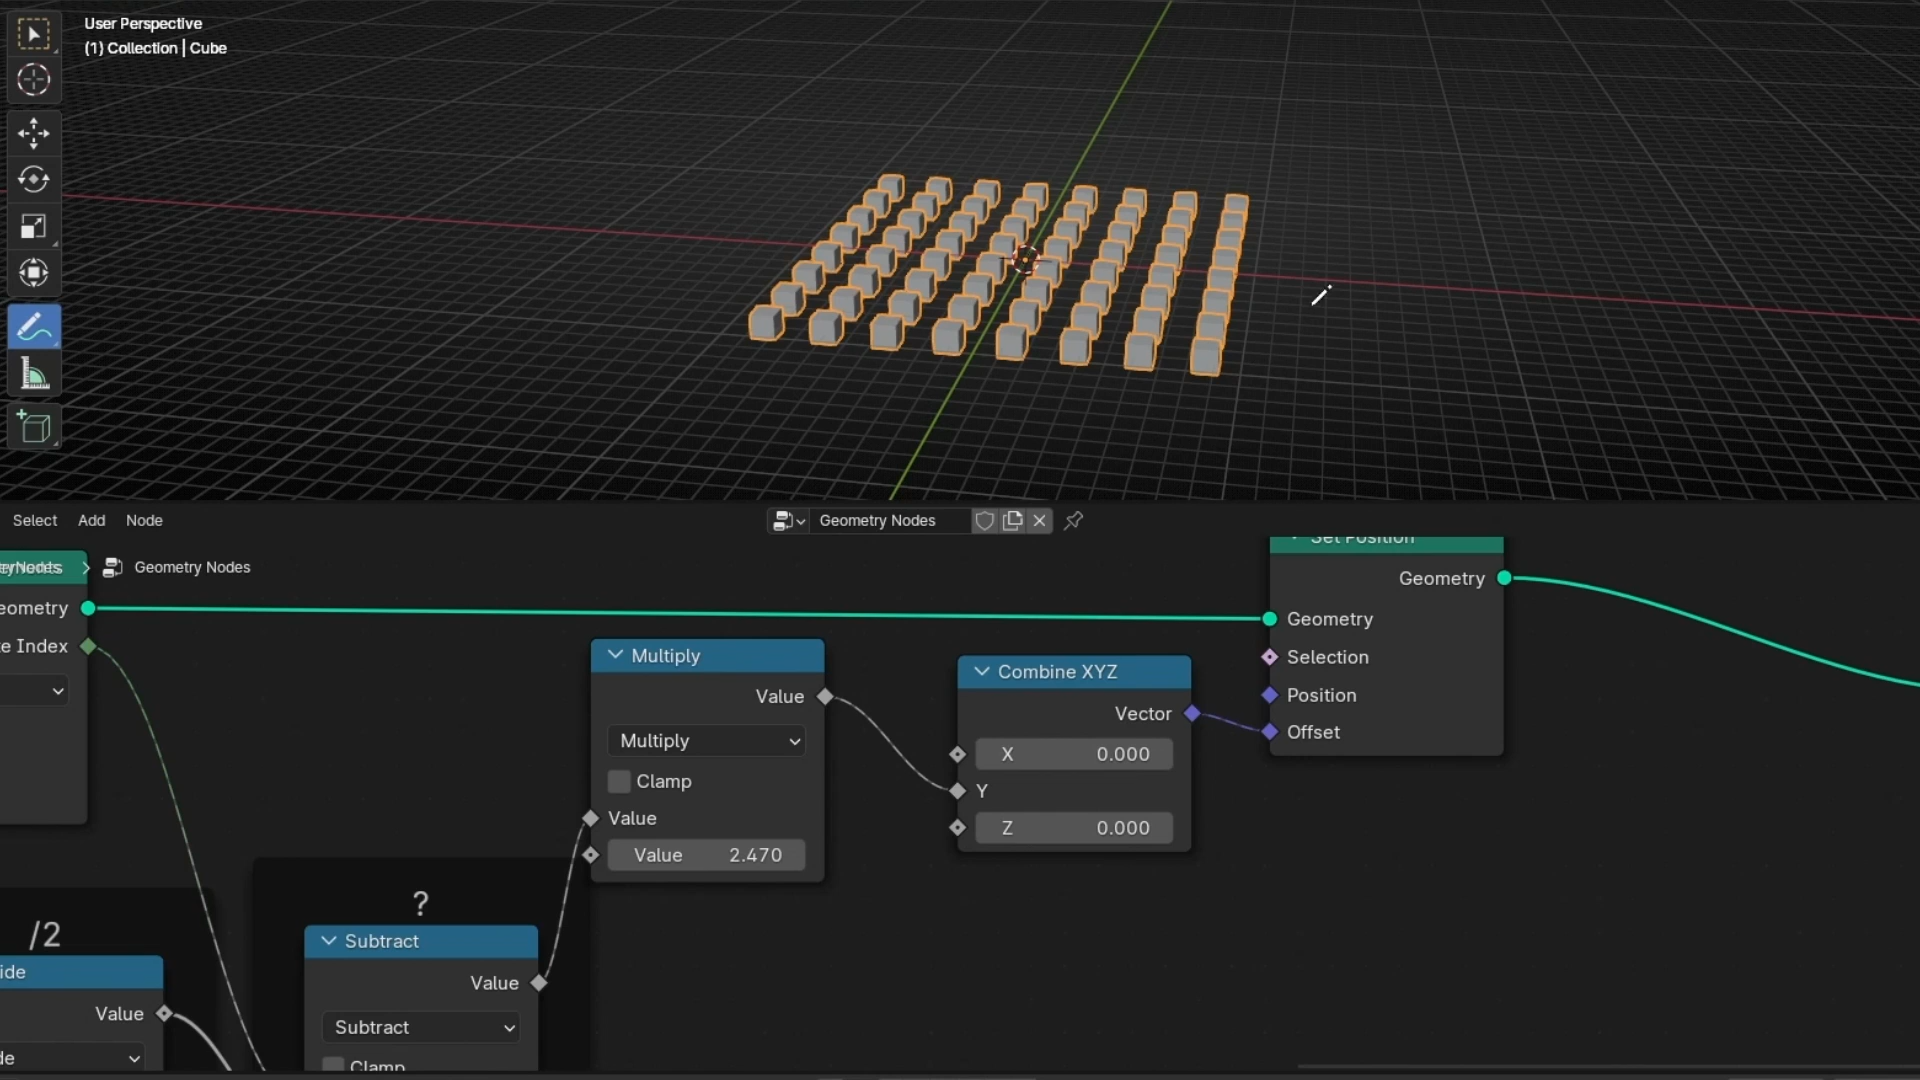 User Perspective
(1) Collection | Cube
Select Add Node
Geometry Nodes
Geometry Nodes
Set Position
Geometry
eometry
Geometry
e Index
Selection
Position
Offset
Multiply
Value
Multiply
Clamp
Value
Value 2.470
Combine XYZ
Vector
X 0.000
Y
Z 0.000
?
/2
Subtract
Value
Subtract
Clamp
ide
Value
de